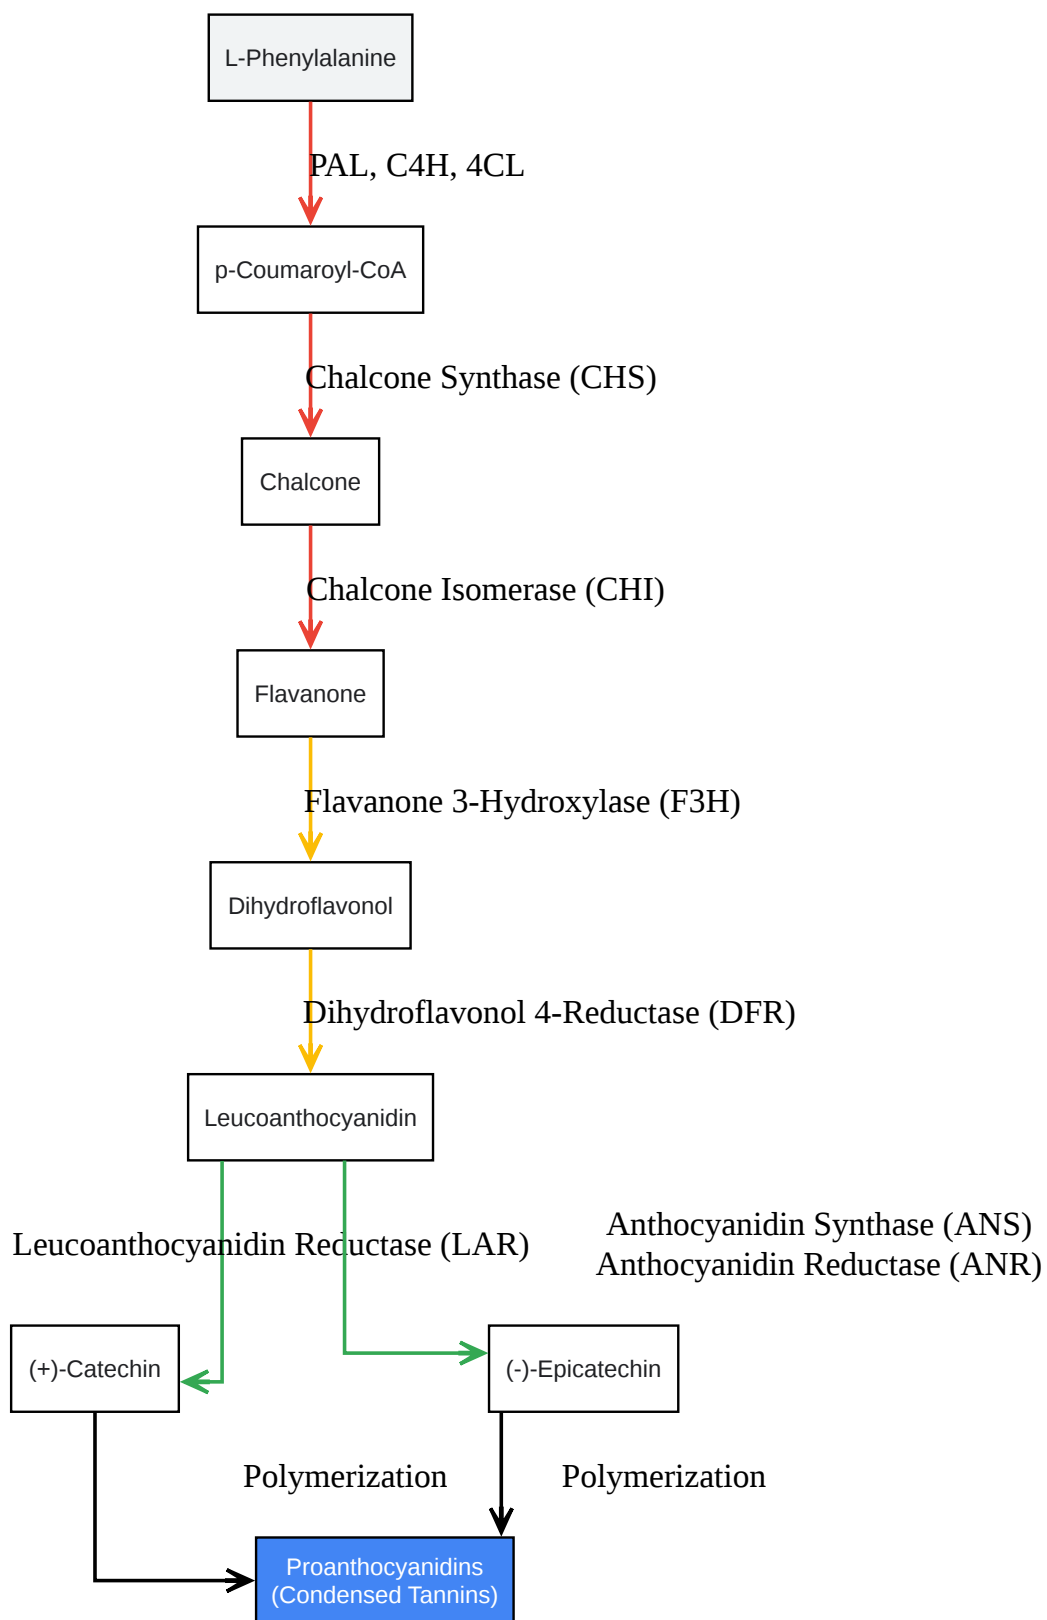 L-Phenylalanine
PAL, C4H, 4CL
p-Coumaroyl-CoA
Chalcone Synthase (CHS)
Chalcone
Chalcone Isomerase (CHI)
Flavanone
Flavanone 3-Hydroxylase (F3H)
Dihydroflavonol
Dihydroflavonol 4-Reductase (DFR)
Leucoanthocyanidin
Leucoanthocyanidin Reductase (LAR)
Anthocyanidin Synthase (ANS)
Anthocyanidin Reductase (ANR)
(+)-Catechin
(-)-Epicatechin
Polymerization
Polymerization
Proanthocyanidins
(Condensed Tannins)